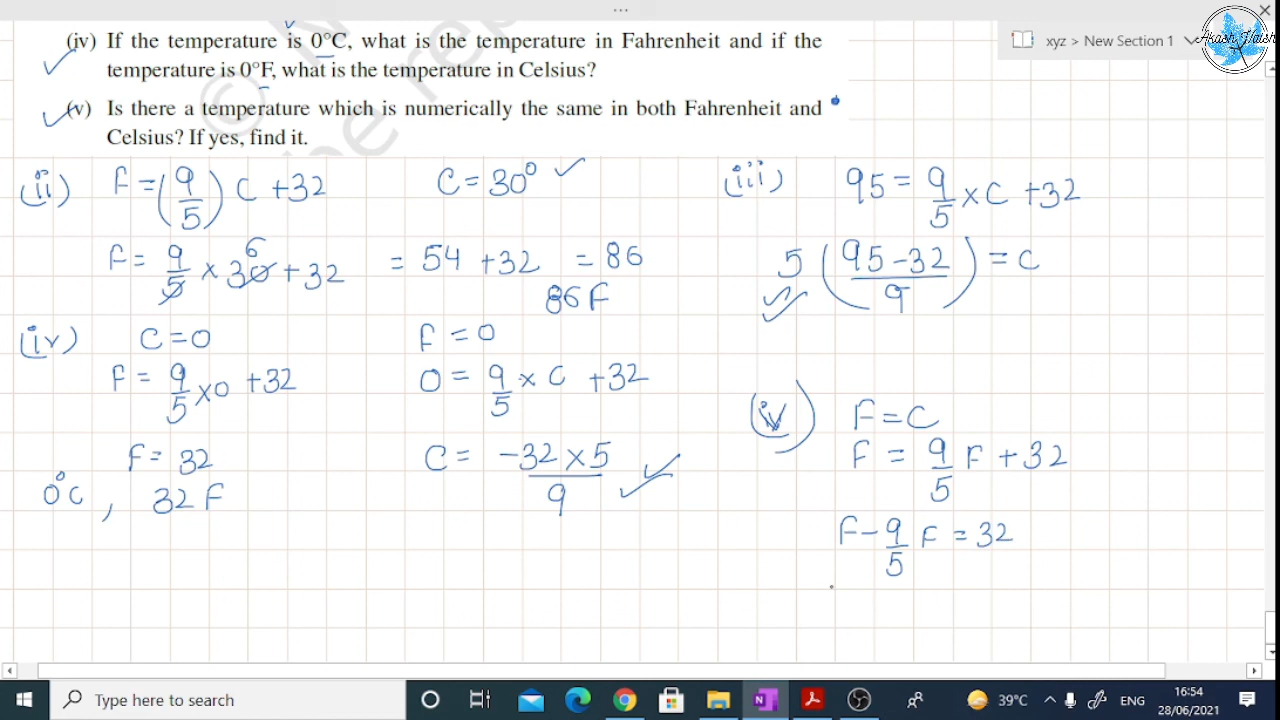 (iv) If the temperature is 0°C, what is the temperature in Fahrenheit and if the
temperature is 0°F, what is the temperature in Celsius?
(v) Is there a temperature which is numerically the same in both Fahrenheit and
Celsius? If yes, find it.
xyz > New Section 1
(ii) F = (9/5) C + 32
C = 30° ✓
F = 9/5 × 30 6 + 32 = 54 + 32 = 86
86 F
(iii) 95 = 9/5 × C + 32
5 (95 - 32 / 9) = C
(iv) C = 0
F = 9/5 × 0 + 32
F = 32
0°C, 32 F
F = 0
0 = 9/5 × C + 32
C = -32 × 5 / 9
(iv) F = C
F = 9/5 F + 32
F - 9/5 F = 32
Type here to search
39°C
ENG
16:54
28/06/2021